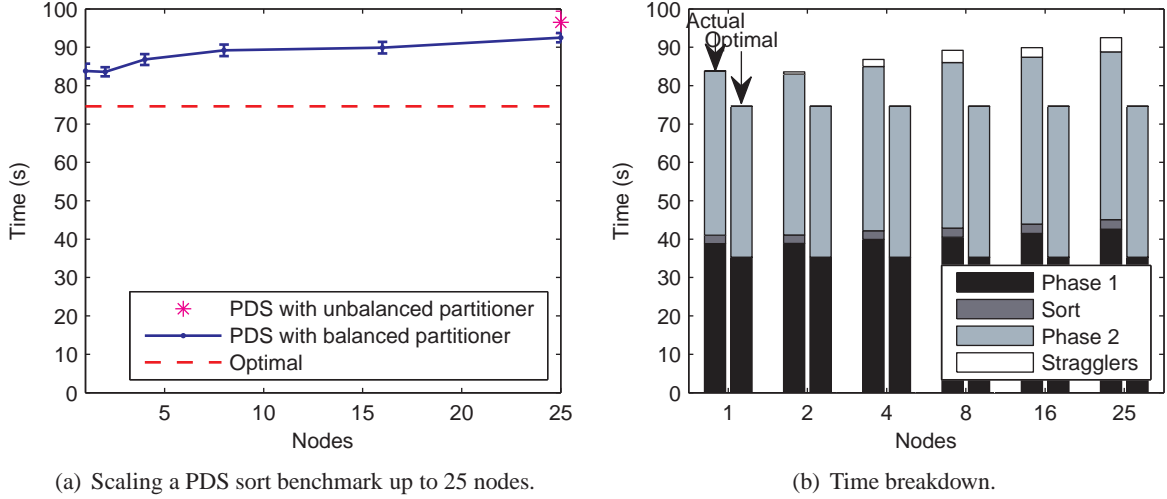 100
90
80
70
60
50
40
30
20
10
0
Time (s)
5 10 15 20 25
Nodes
PDS with unbalanced partitioner
PDS with balanced partitioner
Optimal
(a) Scaling a PDS sort benchmark up to 25 nodes.
100
90
80
70
60
50
40
30
20
10
0
Time (s)
Actual
Optimal
Phase 1
Sort
Phase 2
Stragglers
1 2 4 8 16 25
Nodes
(b) Time breakdown.